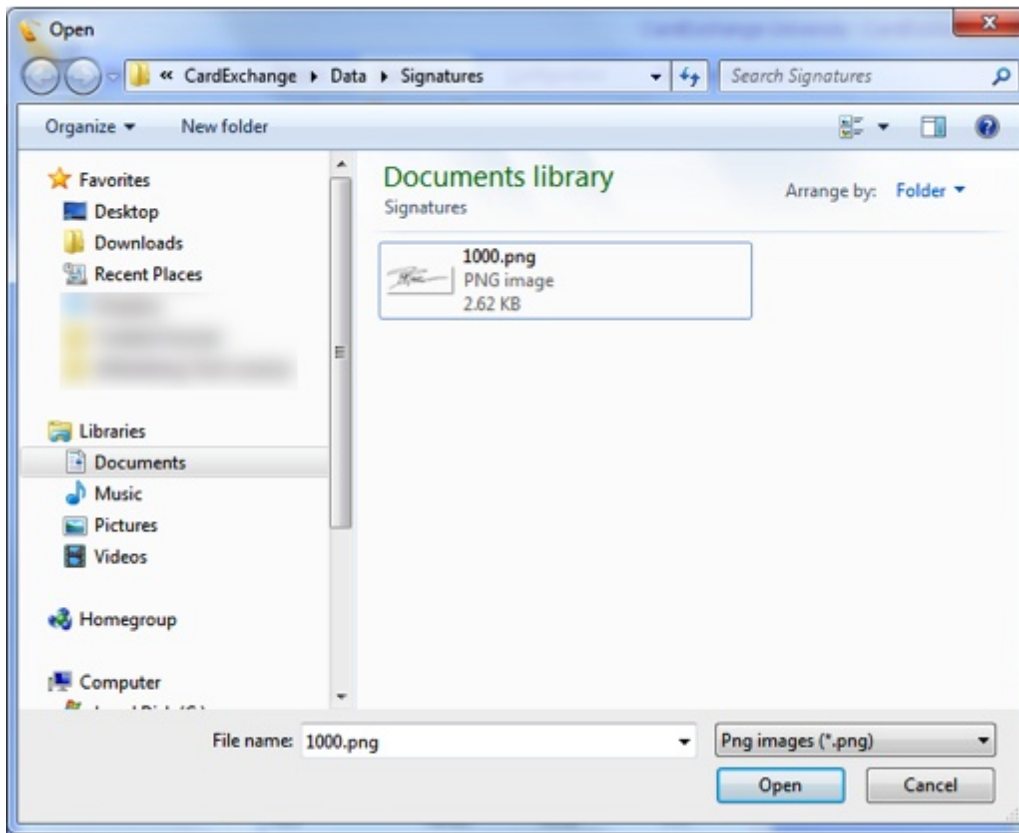 Open
« CardExchange ▸ Data ▸ Signatures
Search Signatures
Organize
New folder
Favorites
Desktop
Downloads
Recent Places
Libraries
Documents
Music
Pictures
Videos
Homegroup
Computer
Documents library
Signatures
Arrange by: Folder
1000.png
PNG image
2.62 KB
File name: 1000.png
Png images (*.png)
Open
Cancel